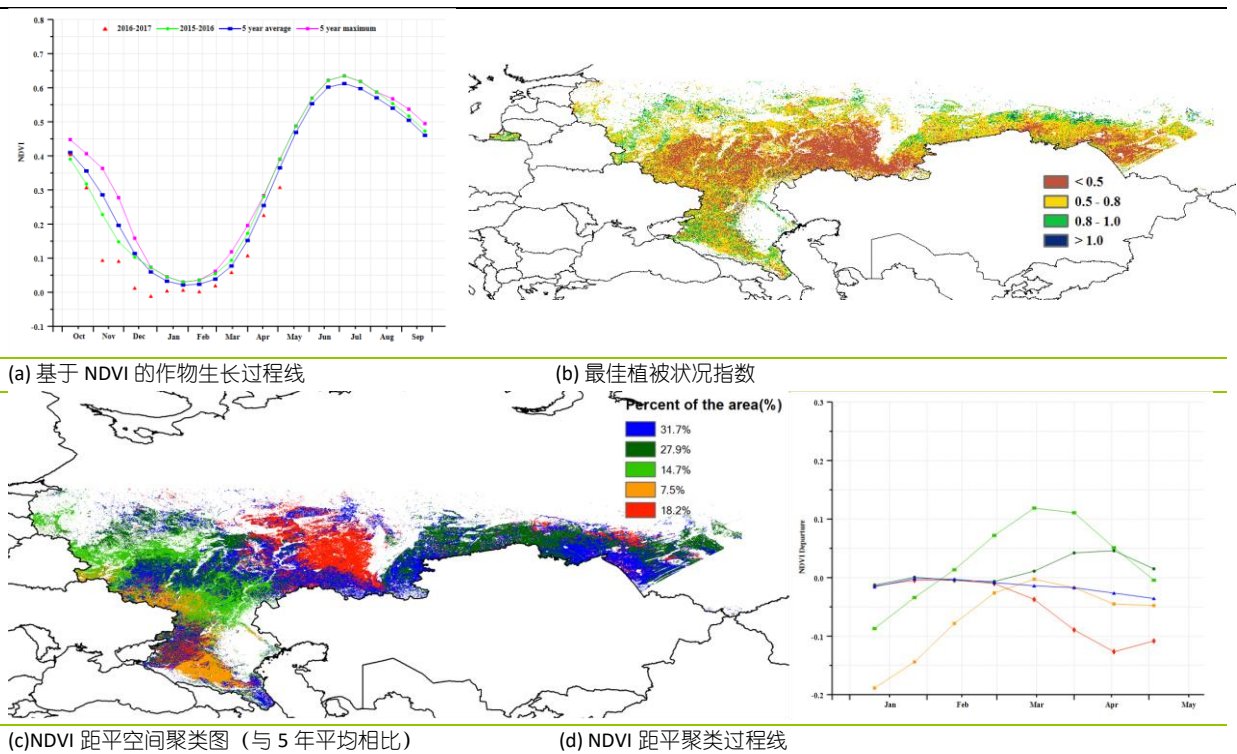 0.8
0.7
0.6
0.5
0.4
0.3
0.2
0.1
0.0
-0.1
NDVI
2016-2017 2015-2016 5 year average 5 year maximum
Oct Nov Dec Jan Feb Mar Apr May Jun Jul Aug Sep
< 0.5
0.5 - 0.8
0.8 - 1.0
> 1.0
(a) 基于 NDVI 的作物生长过程线
(b) 最佳植被状况指数
Percent of the area(%)
31.7%
27.9%
14.7%
7.5%
18.2%
0.3
0.2
0.1
0.0
-0.1
-0.2
NDVI Departure
Jan Feb Mar Apr May
(c)NDVI 距平空间聚类图（与 5 年平均相比）
(d) NDVI 距平聚类过程线